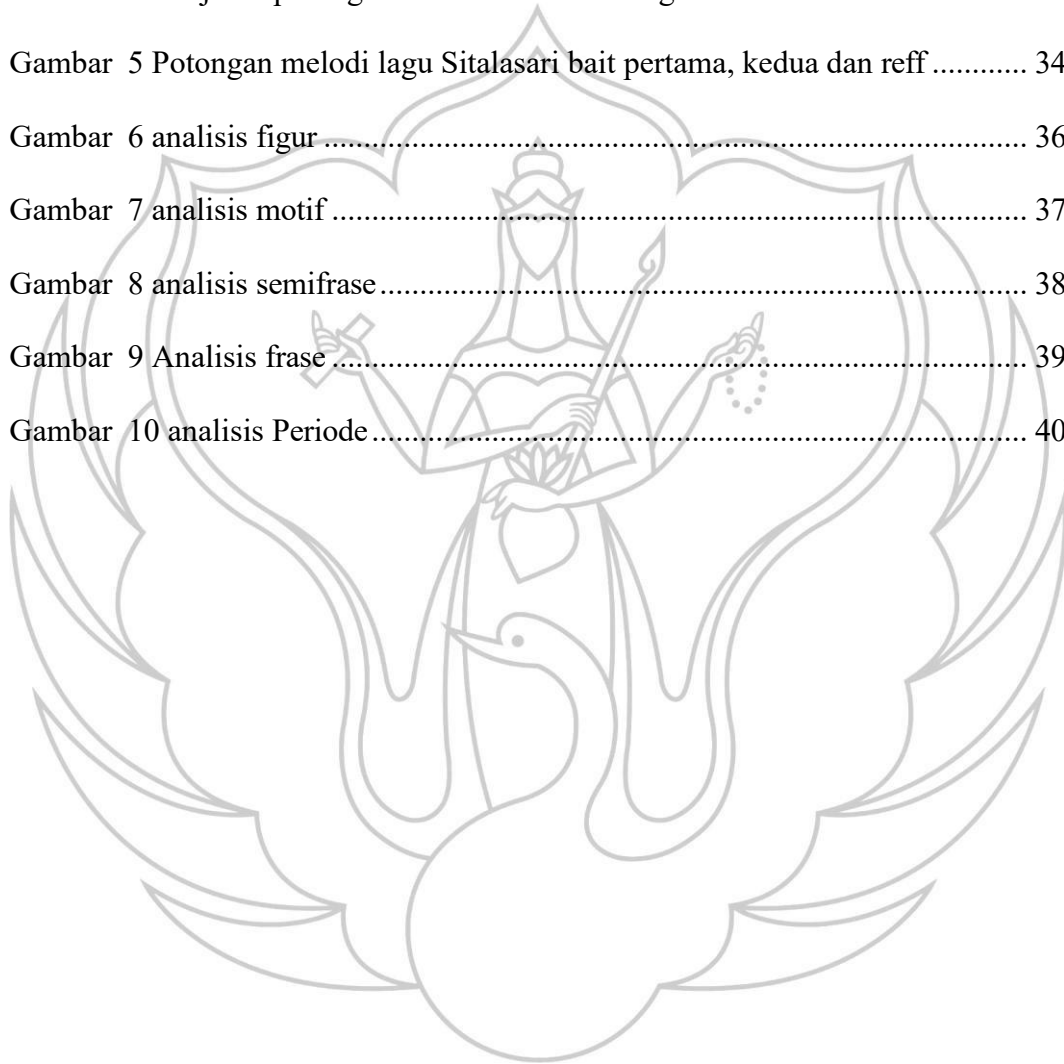 Gambar  5 Potongan melodi lagu Sitalasari bait pertama, kedua dan reff ............ 34
Gambar  6 analisis figur .................................................................................... 36
Gambar  7 analisis motif ................................................................................... 37
Gambar  8 analisis semifrase ............................................................................. 38
Gambar  9 Analisis frase ................................................................................... 39
Gambar  10 analisis Periode .............................................................................. 40